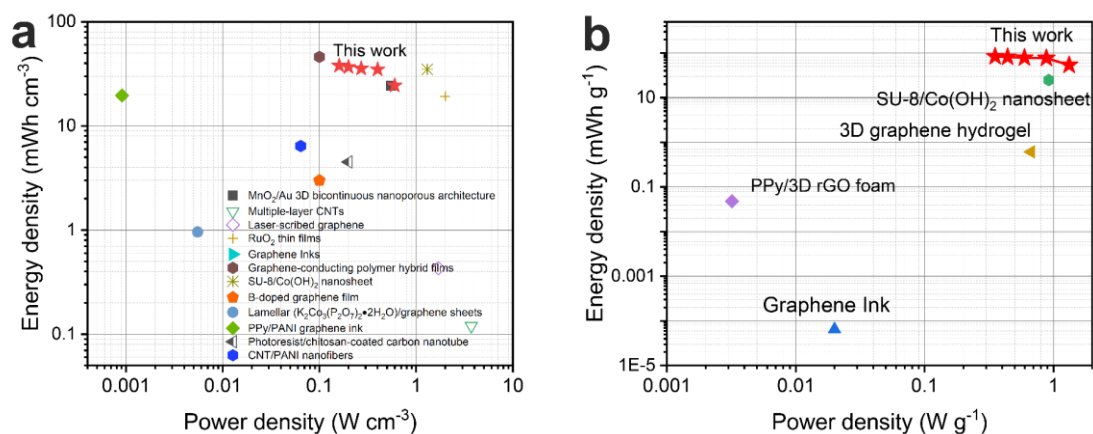 a
This work
100
10
1
0.1
Energy density (mWh cm-3)
MnO2/Au 3D bicontinuous nanoporous architecture
Multiple-layer CNTs
Laser-scribed graphene
RuO2 thin films
Graphene Inks
Graphene-conducting polymer hybrid films
SU-8/Co(OH)2 nanosheet
B-doped graphene film
Lamellar (K2Co3(P2O7)2•2H2O)/graphene sheets
PPy/PANI graphene ink
Photoresist/chitosan-coated carbon nanotube
CNT/PANI nanofibers
0.001 0.01 0.1 1 10
Power density (W cm-3)
b
This work
10
0.1
0.001
1E-5
Energy density (mWh g-1)
SU-8/Co(OH)2 nanosheet
3D graphene hydrogel
PPy/3D rGO foam
Graphene Ink
0.001 0.01 0.1 1
Power density (W g-1)